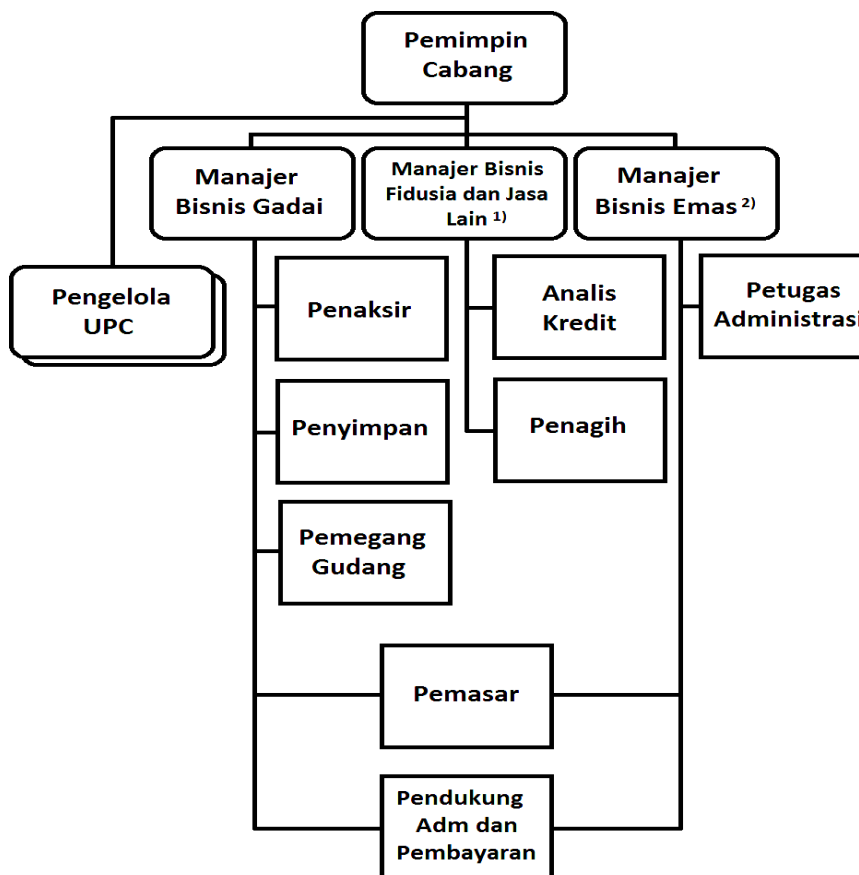 Pemimpin
Cabang
Manajer
Bisnis Gadai
Manajer Bisnis
Fidusia dan Jasa
Lain 1)
Manajer
Bisnis Emas 2)
Pengelola
UPC
Penaksir
Analis
Kredit
Petugas
Administrasi
Penyimpan
Penagih
Pemegang
Gudang
Pemasar
Pendukung
Adm dan
Pembayaran